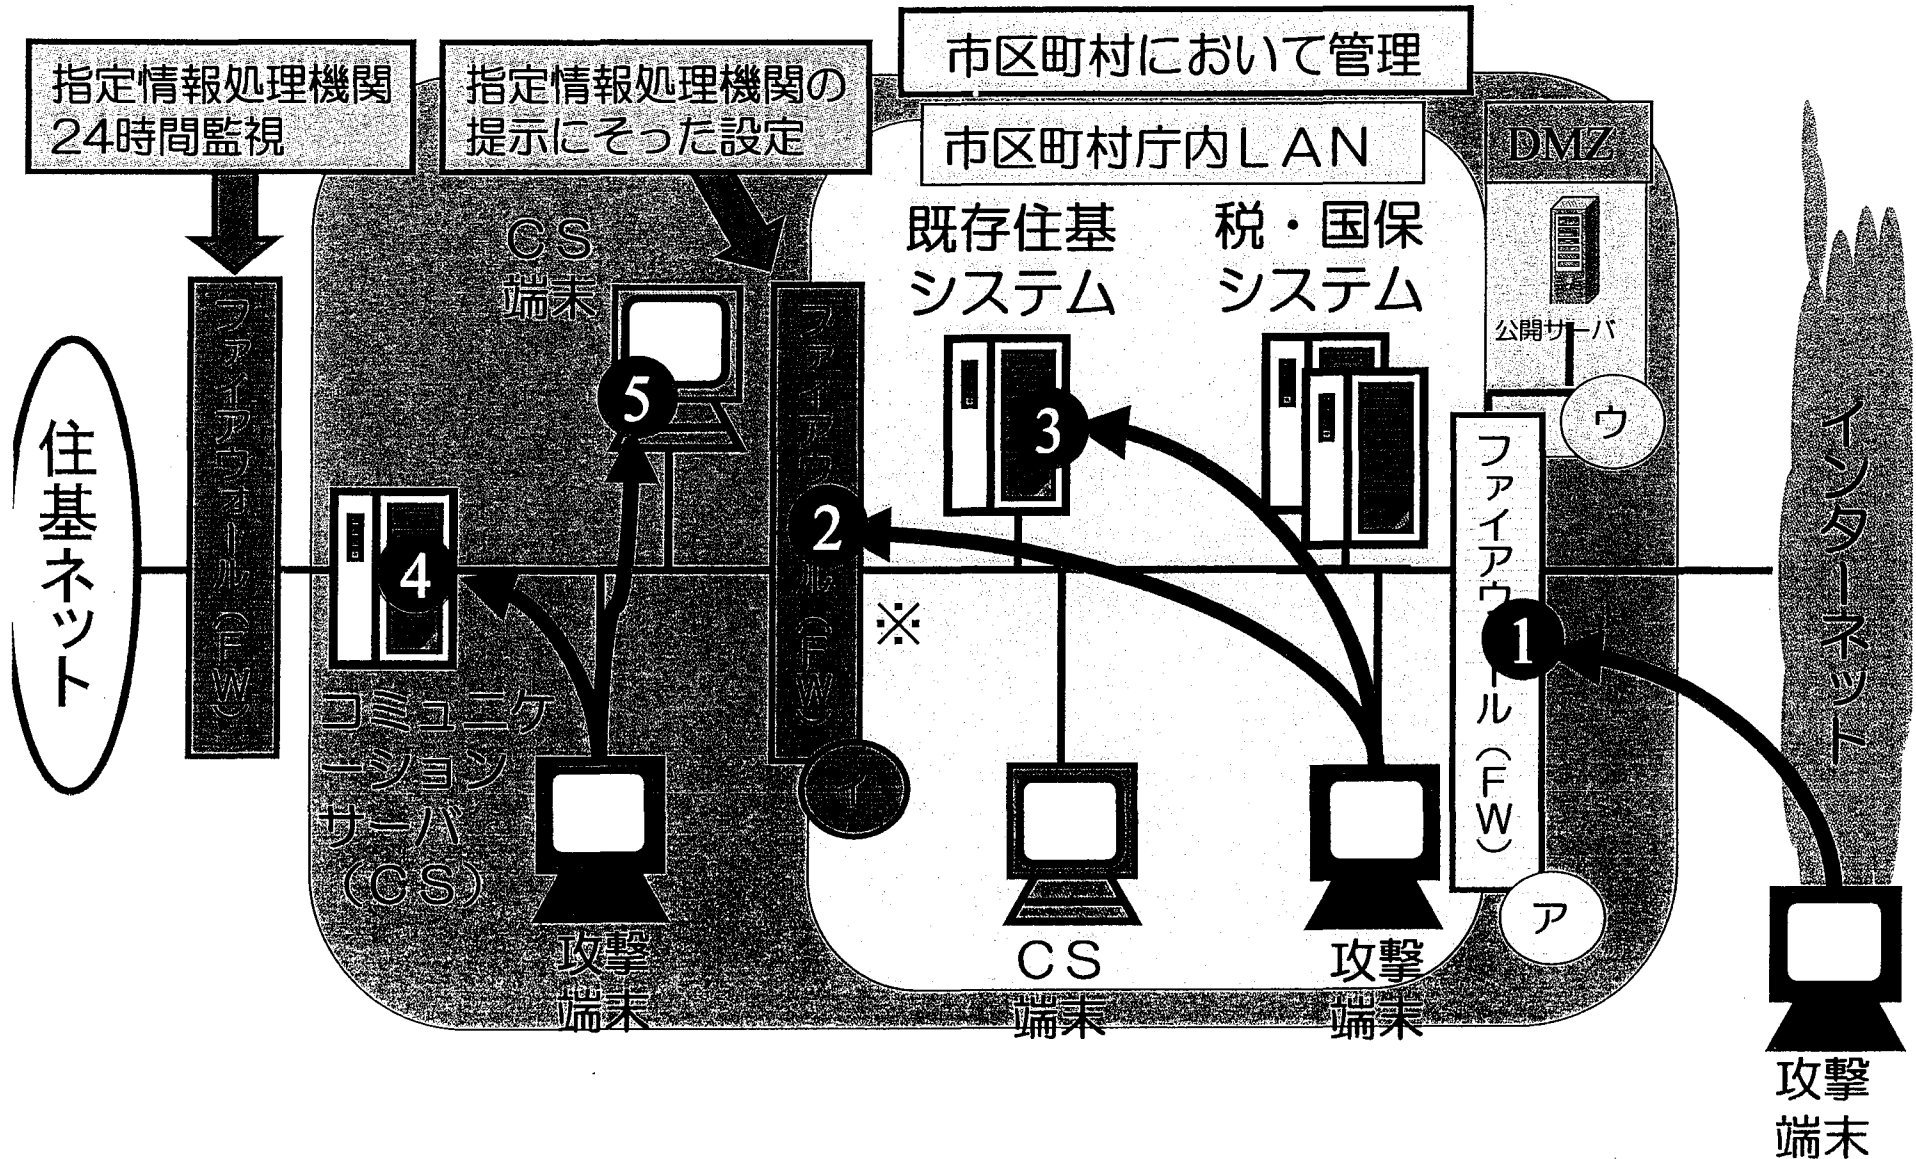 市区町村において管理
指定情報処理機関
24時間監視
指定情報処理機関の
提示にそった設定
市区町村庁内LAN
DMZ
既存住基
システム
税・国保
システム
CS
端末
公開サーバ
住基ネット
ファイアウォール(FW)
ファイアウォール(FW)
ファイアウォール(FW)
インターネット
5
3
ウ
2
4
※
1
コミュニケ
ーション
サーバ
(CS)
イ
ア
攻撃
端末
CS
端末
攻撃
端末
攻撃
端末